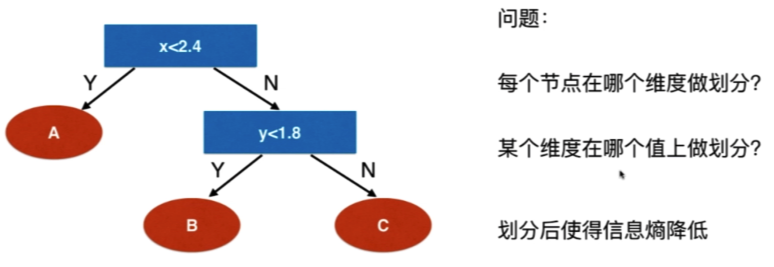 x<2.4
Y
N
A
y<1.8
Y
N
B
C
问题：
每个节点在哪个维度做划分？
某个维度在哪个值上做划分？
划分后使得信息熵降低